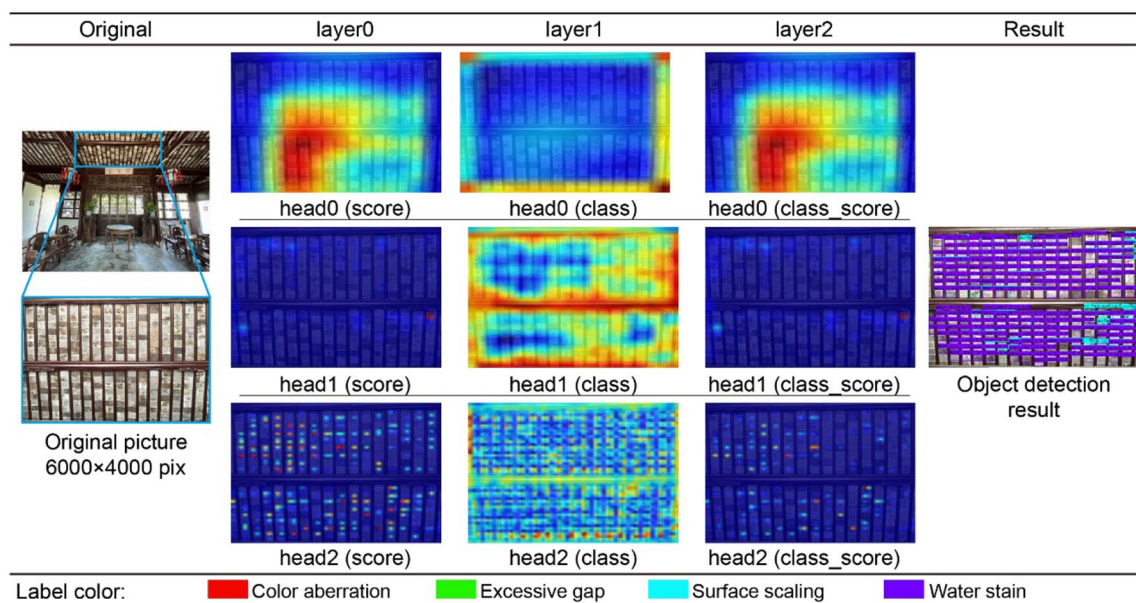 Original layer0 layer1 layer2 Result
head0 (score) head0 (class) head0 (class_score)
head1 (score) head1 (class) head1 (class_score)
Object detection
result
Original picture
6000×4000 pix
head2 (score) head2 (class) head2 (class_score)
Label color: Color aberration Excessive gap Surface scaling Water stain